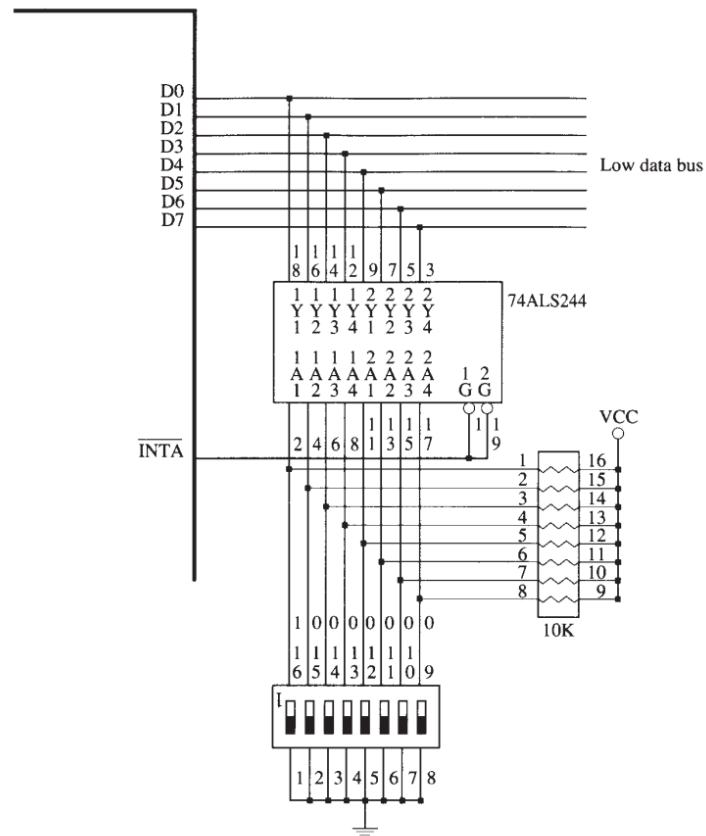 D0
D1
D2
D3
D4
D5
D6
D7
Low data bus
18 16 14 12 9 7 5 3
74ALS244
1Y1 1Y2 1Y3 1Y4 2Y1 2Y2 2Y3 2Y4
1A1 1A2 1A3 1A4 2A1 2A2 2A3 2A4 1G 2G
2 4 6 8 11 13 15 17 1 19
INTA
VCC
1 16
2 15
3 14
4 13
5 12
6 11
7 10
8 9
10K
1 0 0 0 0 0 0 0
16 15 14 13 12 11 10 9
1 2 3 4 5 6 7 8